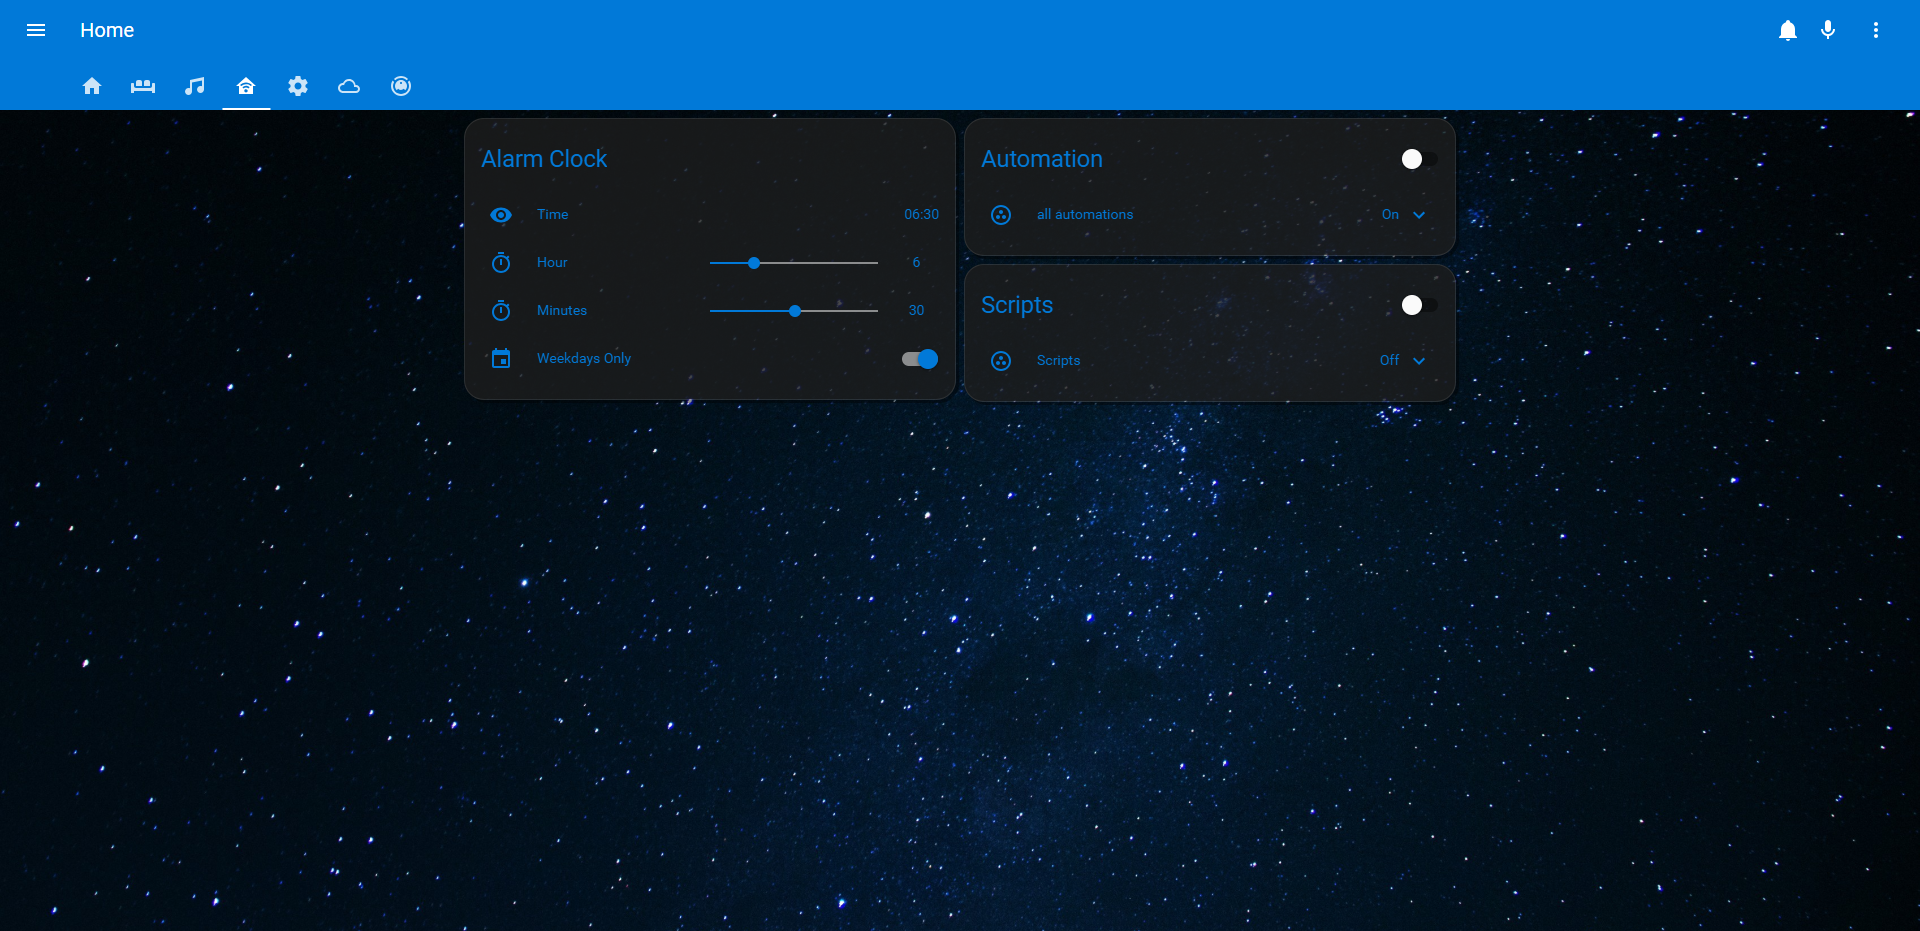 Home
Alarm Clock
Time 06:30
Hour 6
Minutes 30
Weekdays Only
Automation
all automations On
Scripts
Scripts Off